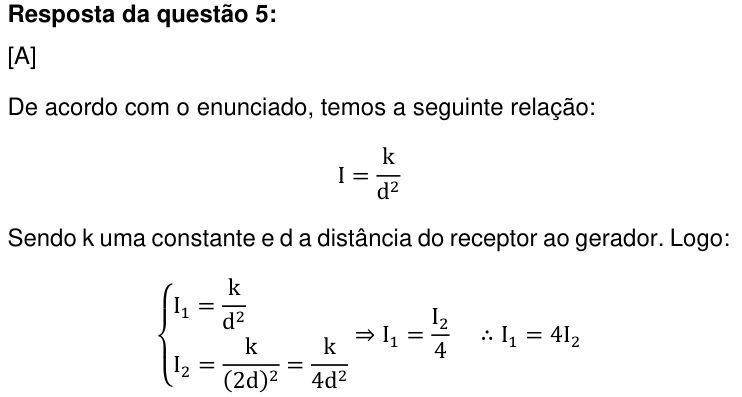 Resposta da questão 5:
[A]
De acordo com o enunciado, temos a seguinte relação:
I = k/d²
Sendo k uma constante e d a distância do receptor ao gerador. Logo:
{ I₁ = k/d²
I₂ = k/(2d)² = k/4d² ⇒ I₁ = I₂/4 ∴ I₁ = 4I₂